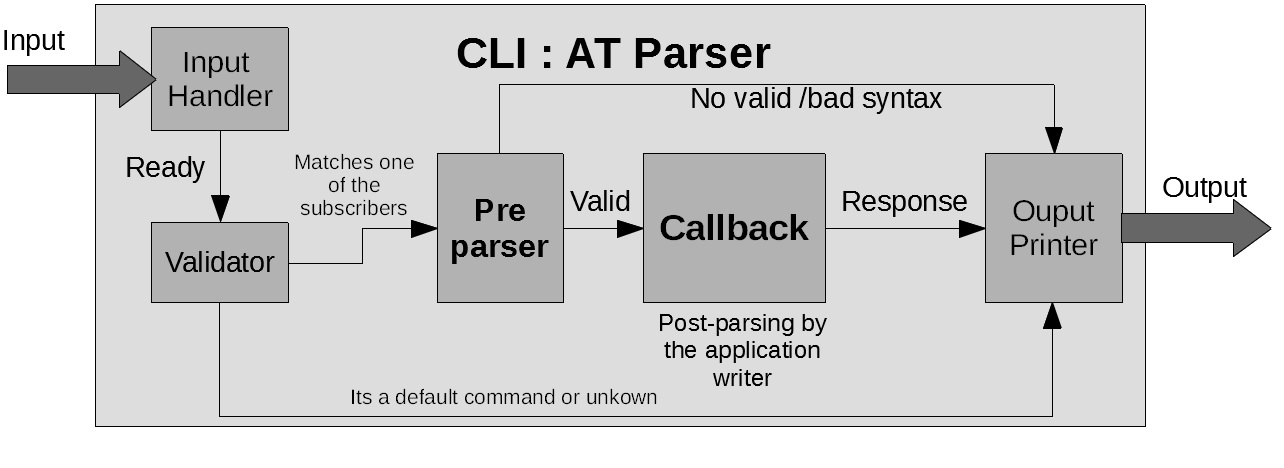 Input
CLI : AT Parser
Input
Handler
No valid /bad syntax
Ready
Matches one
of the
subscribers
Pre
parser
Valid
Callback
Response
Ouput
Printer
Output
Validator
Post-parsing by
the application
writer
Its a default command or unkown